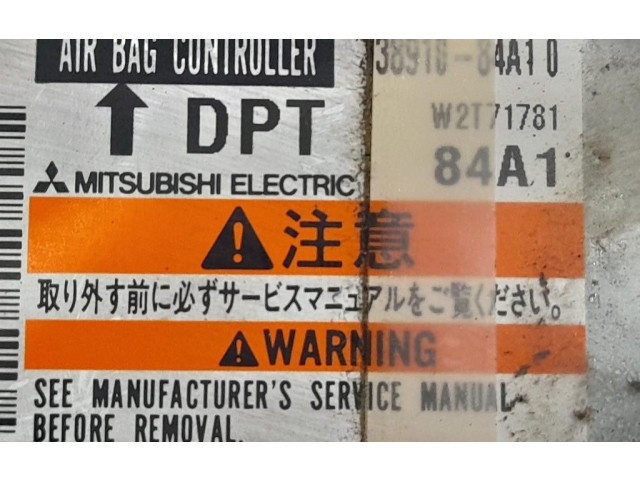 AIR BAG CONTROLLER 38910-84A10
DPT W2T71781
84A1
MITSUBISHI ELECTRIC
注意
取り外す前に必ずサービスマニュアルをご覧ください。
WARNING
SEE MANUFACTURER'S SERVICE MANUAL
BEFORE REMOVAL.